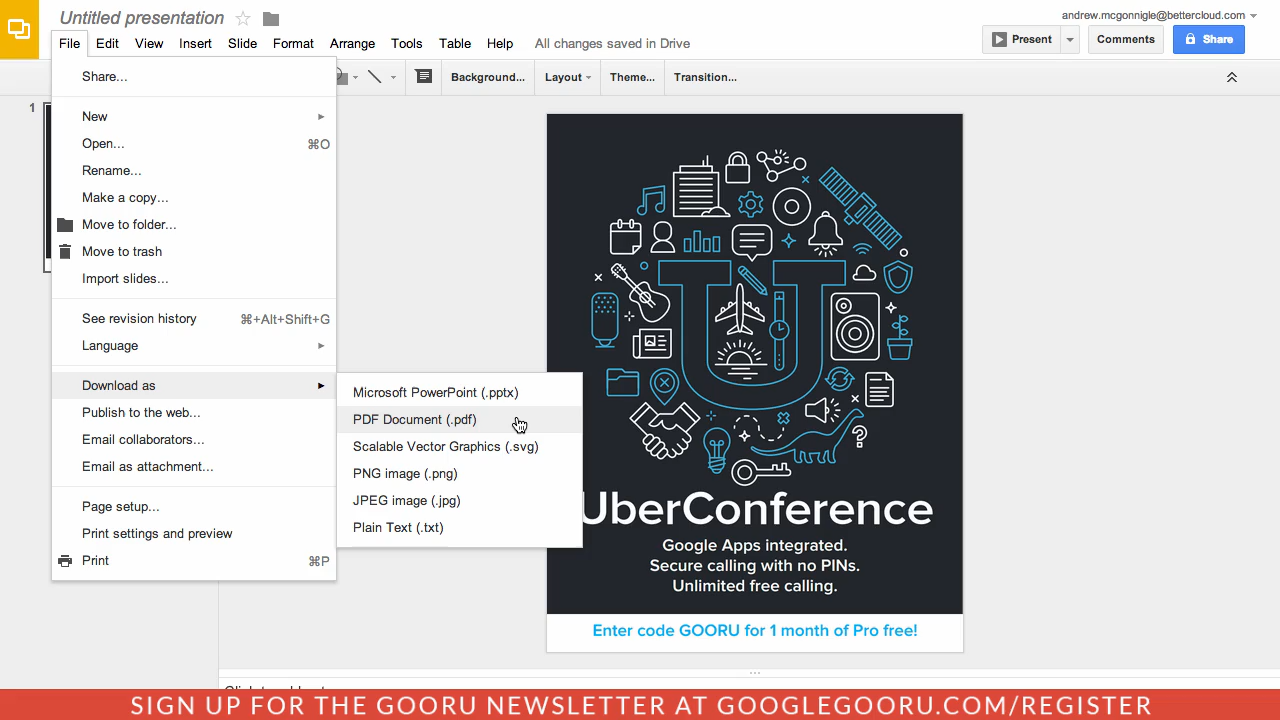 Untitled presentation
andrew.mcgonnigle@bettercloud.com
File Edit View Insert Slide Format Arrange Tools Table Help All changes saved in Drive
Present Comments Share
Background... Layout Theme... Transition...
1
Share...
New
Open... ⌘O
Rename...
Make a copy...
Move to folder...
Move to trash
Import slides...
See revision history ⌘+Alt+Shift+G
Language
Download as
Publish to the web...
Email collaborators...
Email as attachment...
Page setup...
Print settings and preview
Print ⌘P
Microsoft PowerPoint (.pptx)
PDF Document (.pdf)
Scalable Vector Graphics (.svg)
PNG image (.png)
JPEG image (.jpg)
Plain Text (.txt)
U
UberConference
Google Apps integrated.
Secure calling with no PINs.
Unlimited free calling.
Enter code GOORU for 1 month of Pro free!
SIGN UP FOR THE GOORU NEWSLETTER AT GOOGLEGOORU.COM/REGISTER